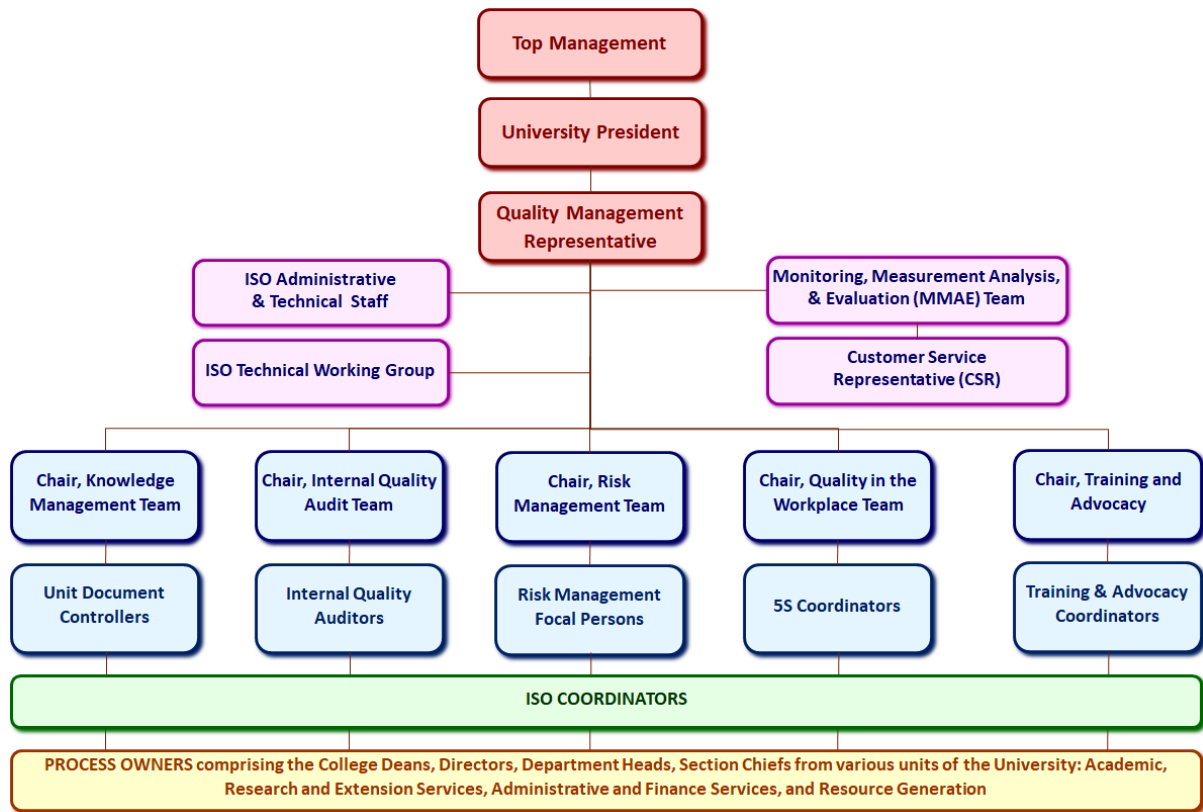 Top Management
University President
Quality Management
Representative
ISO Administrative
& Technical Staff
Monitoring, Measurement Analysis,
& Evaluation (MMAE) Team
ISO Technical Working Group
Customer Service
Representative (CSR)
Chair, Knowledge
Management Team
Chair, Internal Quality
Audit Team
Chair, Risk
Management Team
Chair, Quality in the
Workplace Team
Chair, Training and
Advocacy
Unit Document
Controllers
Internal Quality
Auditors
Risk Management
Focal Persons
5S Coordinators
Training & Advocacy
Coordinators
ISO COORDINATORS
PROCESS OWNERS comprising the College Deans, Directors, Department Heads, Section Chiefs from various units of the University: Academic,
Research and Extension Services, Administrative and Finance Services, and Resource Generation